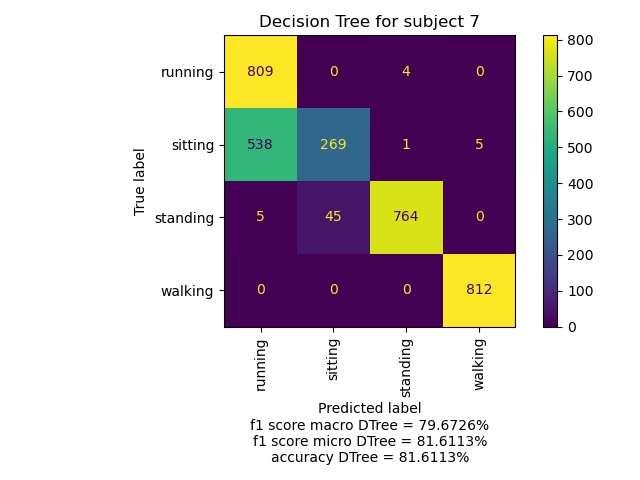 Decision Tree for subject 7
True label
running 809 0 4 0
sitting 538 269 1 5
standing 5 45 764 0
walking 0 0 0 812
running sitting standing walking
Predicted label
f1 score macro DTree = 79.6726%
f1 score micro DTree = 81.6113%
accuracy DTree = 81.6113%
800
700
600
500
400
300
200
100
0